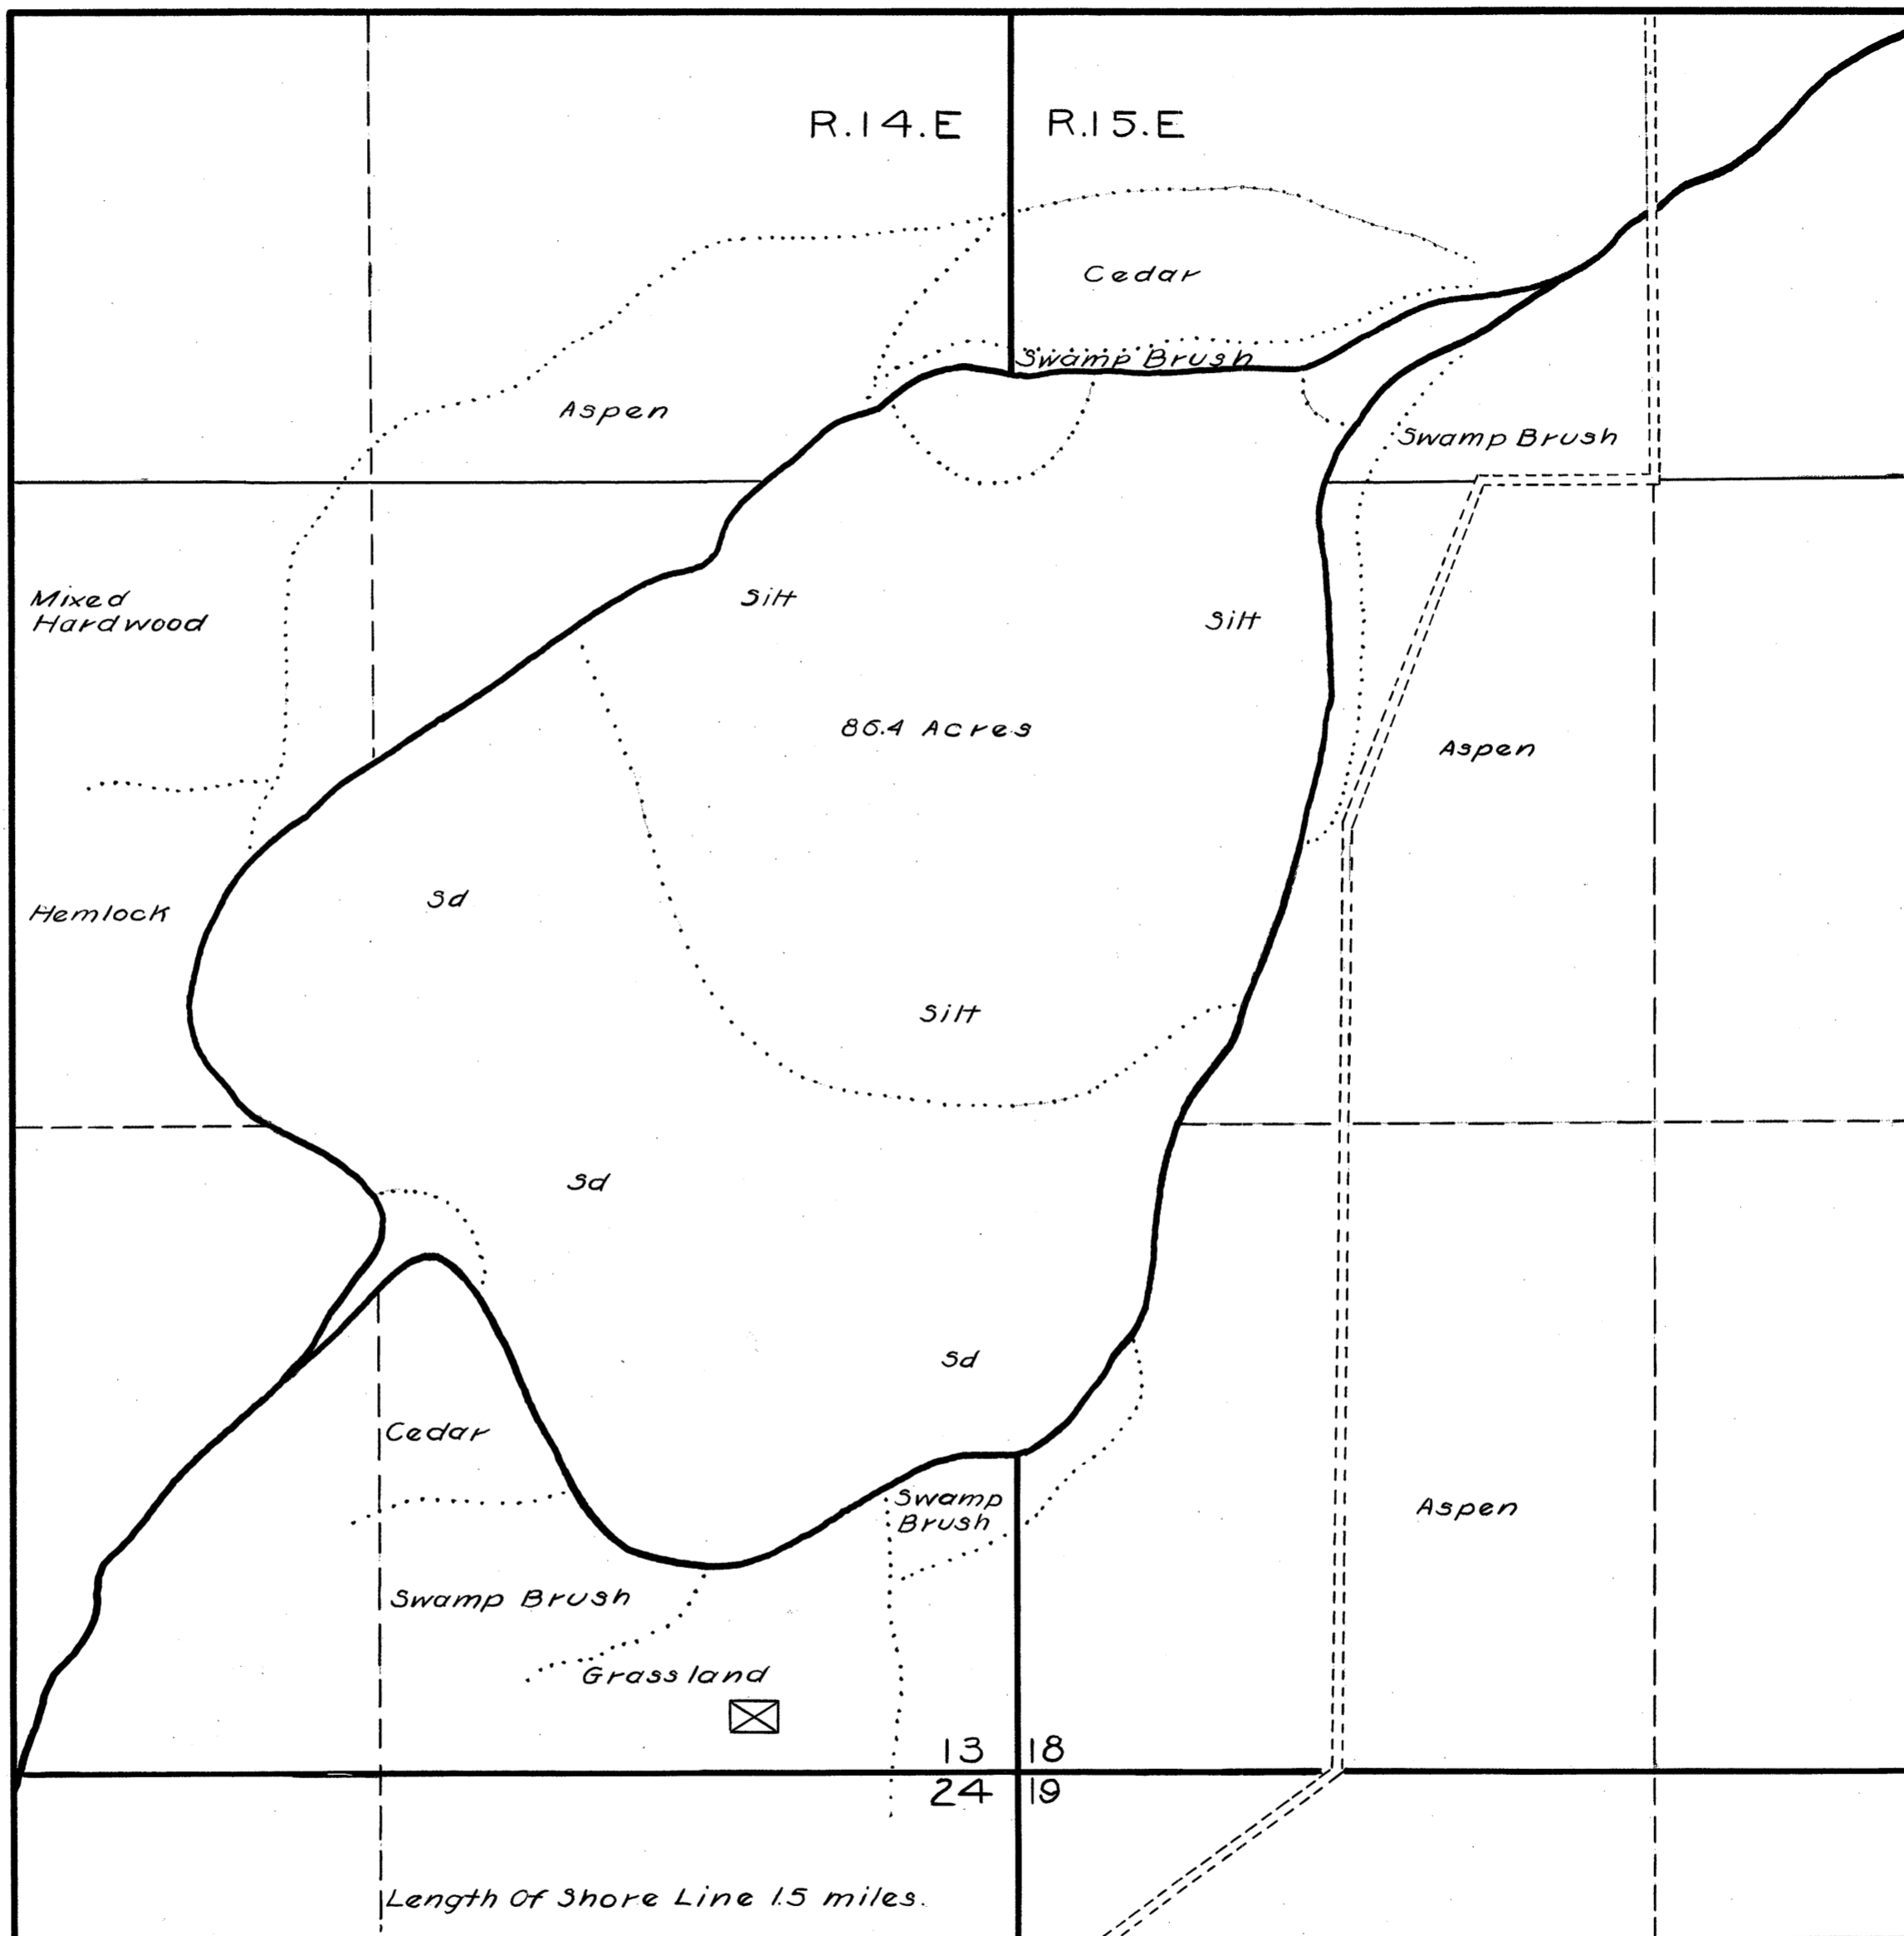 R.14.E
R.15.E
Cedar
Swamp Brush
Aspen
Swamp Brush
Mixed
Hardwood
Silt
Silt
86.4 Acres
Aspen
Sd
Hemlock
Silt
Sd
Sd
Cedar
Swamp
Brush
Aspen
Swamp Brush
Grassland
13
18
24
19
Length Of Shore Line 1.5 miles.